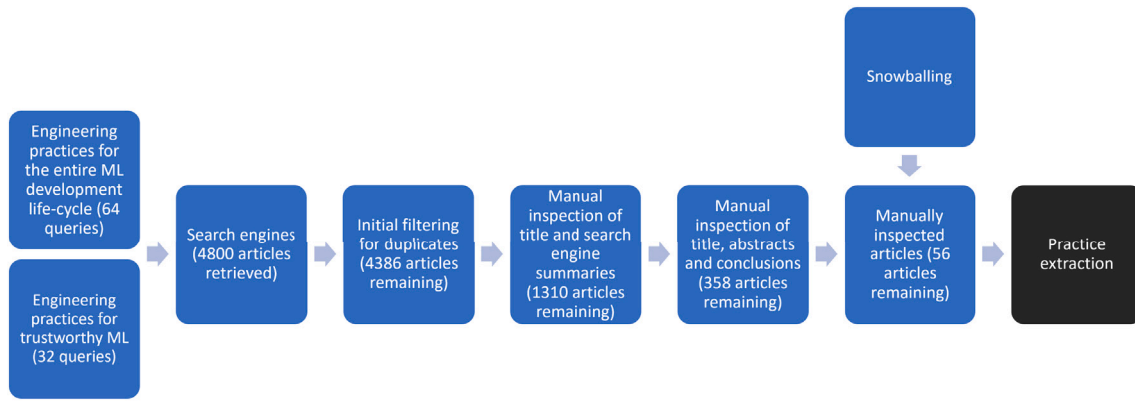 Engineering
practices for
the entire ML
development
life-cycle (64
queries)
Engineering
practices for
trustworthy ML
(32 queries)
Search engines
(4800 articles
retrieved)
Initial filtering
for duplicates
(4386 articles
remaining)
Manual
inspection of
title and search
engine
summaries
(1310 articles
remaining)
Manual
inspection of
title, abstracts
and conclusions
(358 articles
remaining)
Snowballing
Manually
inspected
articles (56
articles
remaining)
Practice
extraction